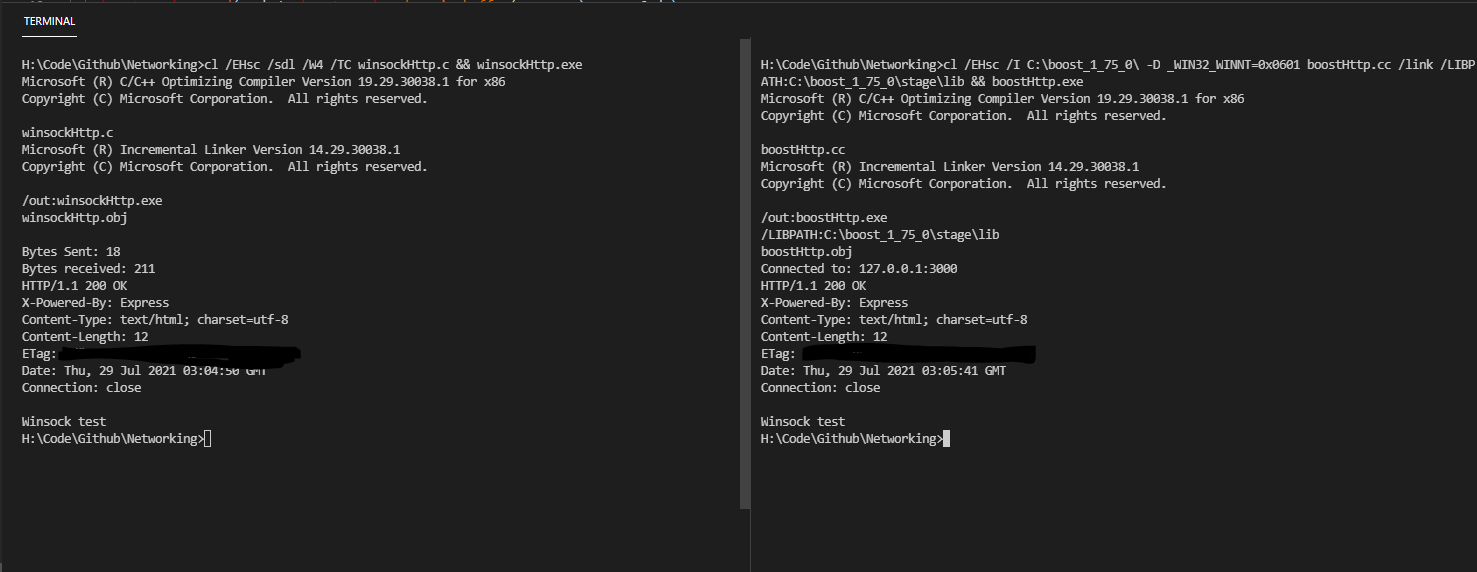 TERMINAL
H:\Code\Github\Networking>cl /EHsc /sdl /W4 /TC winsockHttp.c && winsockHttp.exe
Microsoft (R) C/C++ Optimizing Compiler Version 19.29.30038.1 for x86
Copyright (C) Microsoft Corporation.  All rights reserved.
winsockHttp.c
Microsoft (R) Incremental Linker Version 14.29.30038.1
Copyright (C) Microsoft Corporation.  All rights reserved.
/out:winsockHttp.exe
winsockHttp.obj
Bytes Sent: 18
Bytes received: 211
HTTP/1.1 200 OK
X-Powered-By: Express
Content-Type: text/html; charset=utf-8
Content-Length: 12
ETag:
Date: Thu, 29 Jul 2021 03:04:50 GMT
Connection: close
Winsock test
H:\Code\Github\Networking>
H:\Code\Github\Networking>cl /EHsc /I C:\boost_1_75_0\ -D _WIN32_WINNT=0x0601 boostHttp.cc /link /LIBP
ATH:C:\boost_1_75_0\stage\lib && boostHttp.exe
Microsoft (R) C/C++ Optimizing Compiler Version 19.29.30038.1 for x86
Copyright (C) Microsoft Corporation.  All rights reserved.
boostHttp.cc
Microsoft (R) Incremental Linker Version 14.29.30038.1
Copyright (C) Microsoft Corporation.  All rights reserved.
/out:boostHttp.exe
/LIBPATH:C:\boost_1_75_0\stage\lib
boostHttp.obj
Connected to: 127.0.0.1:3000
HTTP/1.1 200 OK
X-Powered-By: Express
Content-Type: text/html; charset=utf-8
Content-Length: 12
ETag:
Date: Thu, 29 Jul 2021 03:05:41 GMT
Connection: close
Winsock test
H:\Code\Github\Networking>